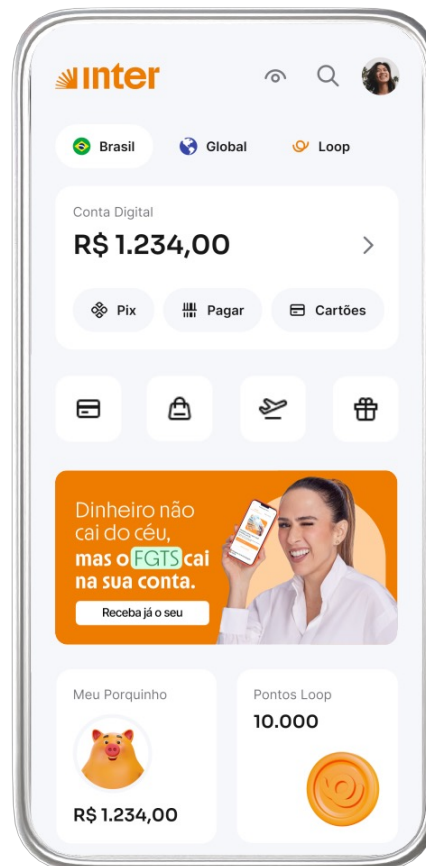 inter
Brasil
Global
Loop
Conta Digital
R$ 1.234,00
Pix
Pagar
Cartões
Dinheiro não
cai do céu,
mas o FGTS cai
na sua conta.
Receba já o seu
Meu Porquinho
Pontos Loop
10.000
R$ 1.234,00